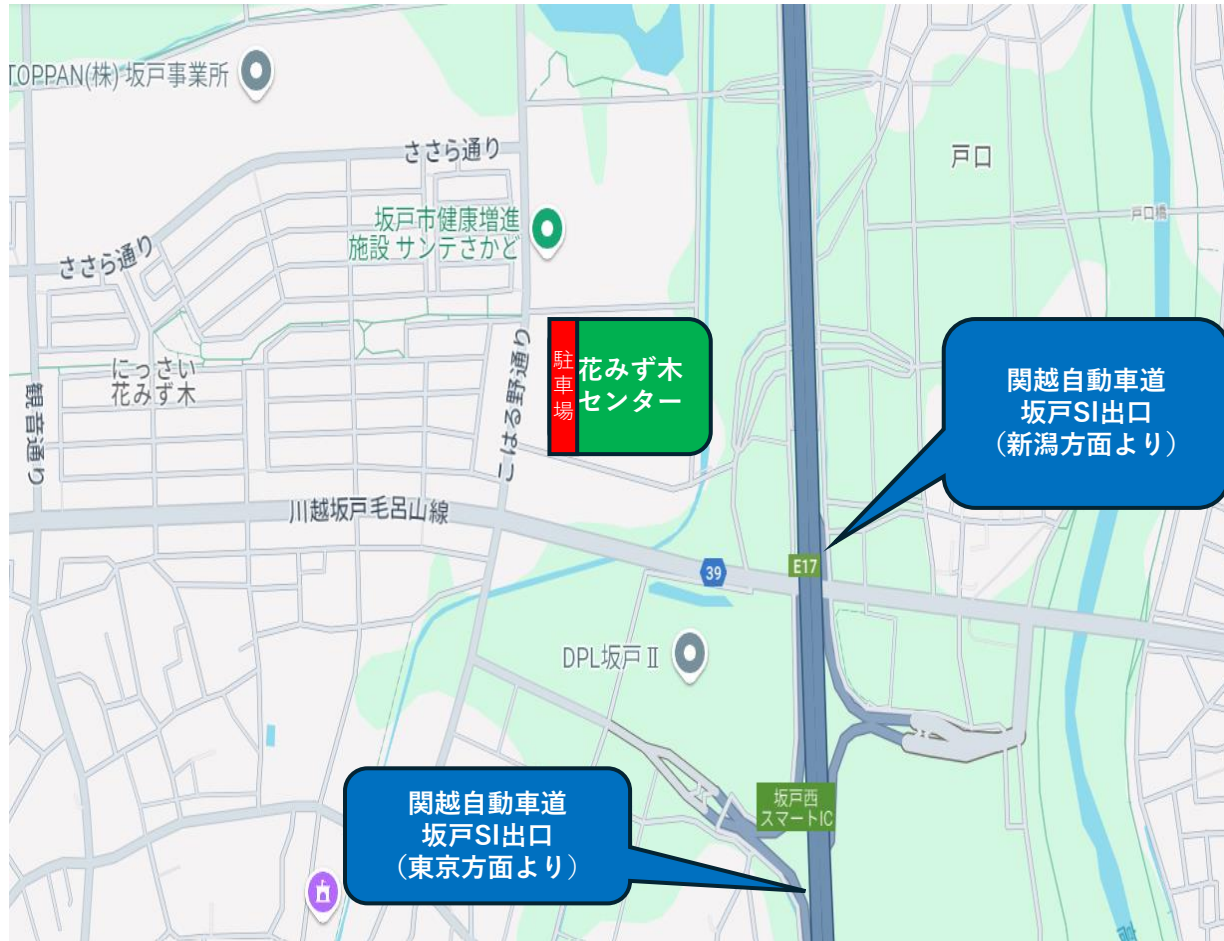 TOPPAN(株) 坂戸事業所
ささら通り
戸口
坂戸市健康増進
施設 サンテさかど
戸口橋
ささら通り
にっさい
花みず木
観音通り
こはる野通り
駐車場
花みず木
センター
関越自動車道
坂戸SI出口
（新潟方面より）
川越坂戸毛呂山線
39
E17
DPL坂戸Ⅱ
坂戸西
スマートIC
関越自動車道
坂戸SI出口
（東京方面より）